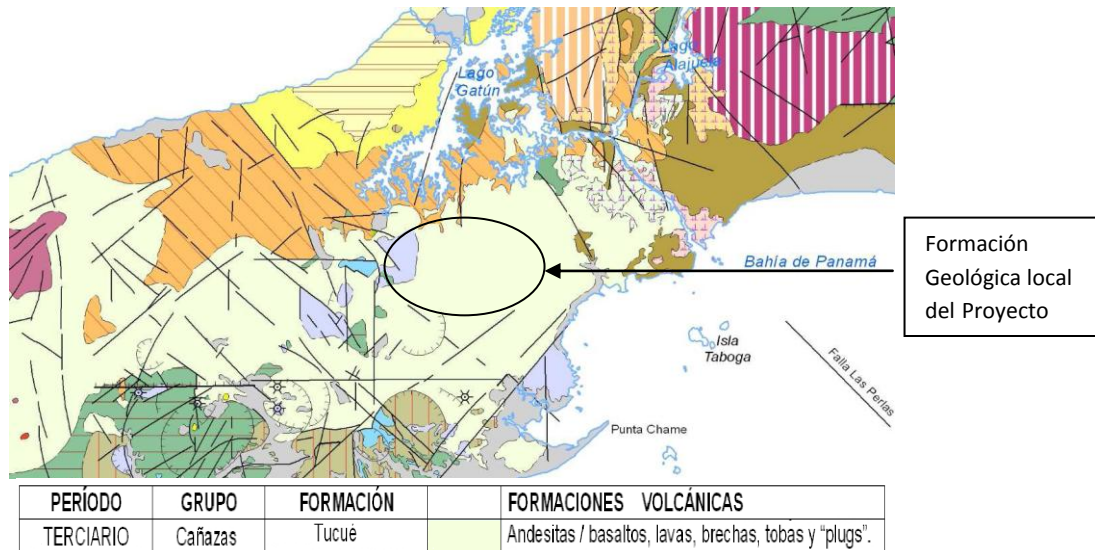 Lago
Gatún
Lago
Alajuela
Bahía de Panamá
Formación
Geológica local
del Proyecto
Isla
Taboga
Falla Las Perlas
Punta Chame
PERÍODO GRUPO FORMACIÓN FORMACIONES VOLCÁNICAS
TERCIARIO Cañazas Tucué Andesitas / basaltos, lavas, brechas, tobas y “plugs”.